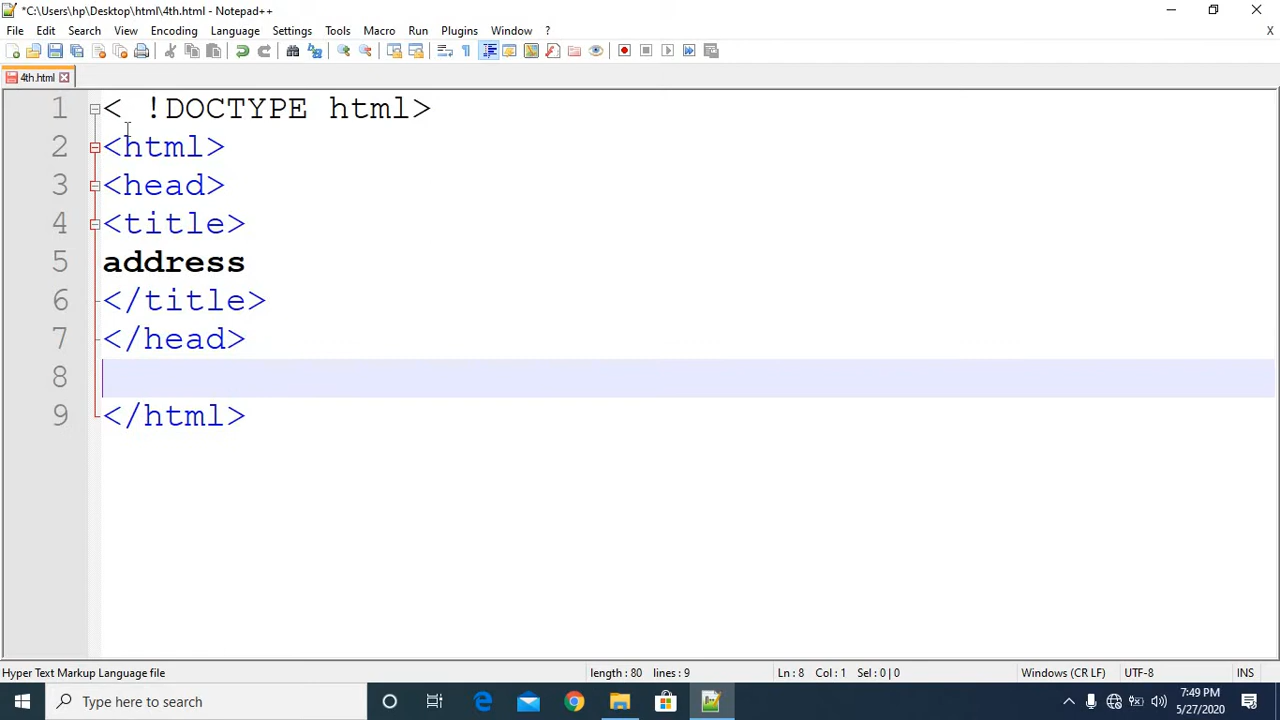 *C:\Users\hp\Desktop\html\4th.html - Notepad++
File Edit Search View Encoding Language Settings Tools Macro Run Plugins Window ? X
4th.html
1 < !DOCTYPE html>
2 <html>
3 <head>
4 <title>
5 address
6 </title>
7 </head>
8
9 </html>
Hyper Text Markup Language file length : 80 lines : 9 Ln : 8 Col : 1 Sel : 0 | 0 Windows (CR LF) UTF-8 INS
Type here to search
7:49 PM
5/27/2020